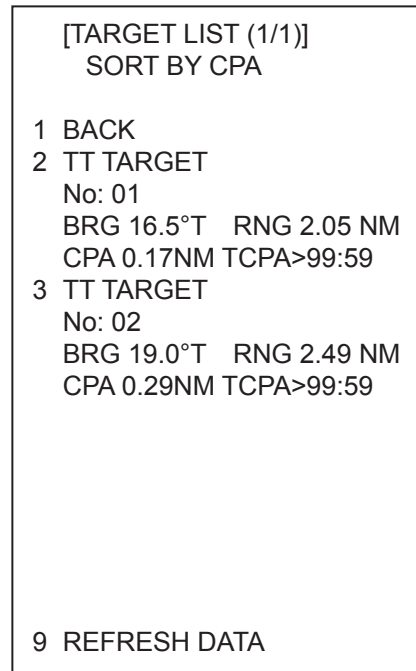 [TARGET LIST (1/1)]
SORT BY CPA
1 BACK
2 TT TARGET
No: 01
BRG 16.5°T RNG 2.05 NM
CPA 0.17NM TCPA>99:59
3 TT TARGET
No: 02
BRG 19.0°T RNG 2.49 NM
CPA 0.29NM TCPA>99:59
9 REFRESH DATA